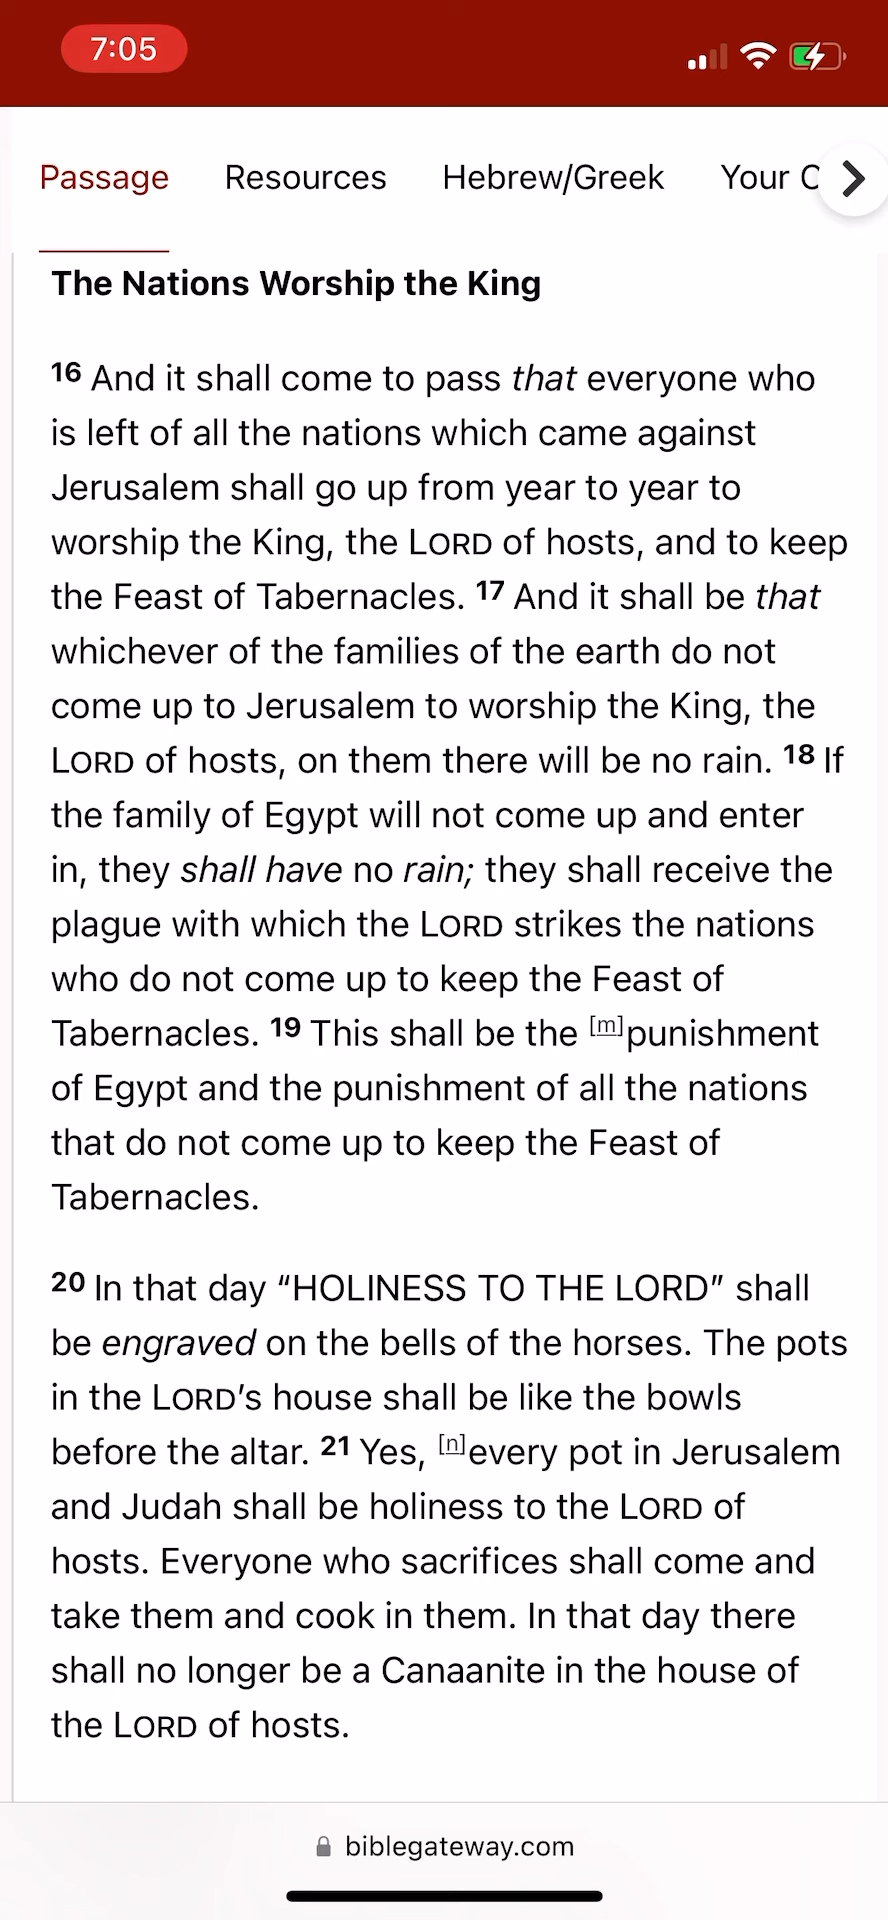 7:05
Passage Resources Hebrew/Greek Your C
The Nations Worship the King
16 And it shall come to pass that everyone who
is left of all the nations which came against
Jerusalem shall go up from year to year to
worship the King, the LORD of hosts, and to keep
the Feast of Tabernacles. 17 And it shall be that
whichever of the families of the earth do not
come up to Jerusalem to worship the King, the
LORD of hosts, on them there will be no rain. 18 If
the family of Egypt will not come up and enter
in, they shall have no rain; they shall receive the
plague with which the LORD strikes the nations
who do not come up to keep the Feast of
Tabernacles. 19 This shall be the [m]punishment
of Egypt and the punishment of all the nations
that do not come up to keep the Feast of
Tabernacles.
20 In that day “HOLINESS TO THE LORD” shall
be engraved on the bells of the horses. The pots
in the LORD’s house shall be like the bowls
before the altar. 21 Yes, [n]every pot in Jerusalem
and Judah shall be holiness to the LORD of
hosts. Everyone who sacrifices shall come and
take them and cook in them. In that day there
shall no longer be a Canaanite in the house of
the LORD of hosts.
biblegateway.com